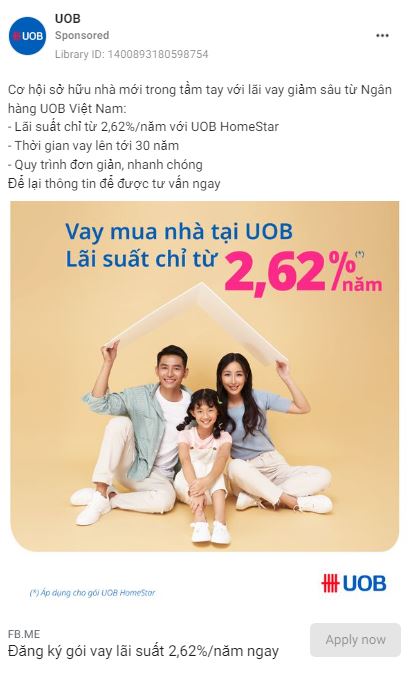 UOB
Sponsored
Library ID: 1400893180598754
UOB
Cơ hội sở hữu nhà mới trong tầm tay với lãi vay giảm sâu từ Ngân
hàng UOB Việt Nam:
- Lãi suất chỉ từ 2,62%/năm với UOB HomeStar
- Thời gian vay lên tới 30 năm
- Quy trình đơn giản, nhanh chóng
Để lại thông tin để được tư vấn ngay
Vay mua nhà tại UOB
Lãi suất chỉ từ 2,62%(*)/năm
(*) Áp dụng cho gói UOB HomeStar
UOB
FB.ME
Đăng ký gói vay lãi suất 2,62%/năm ngay
Apply now